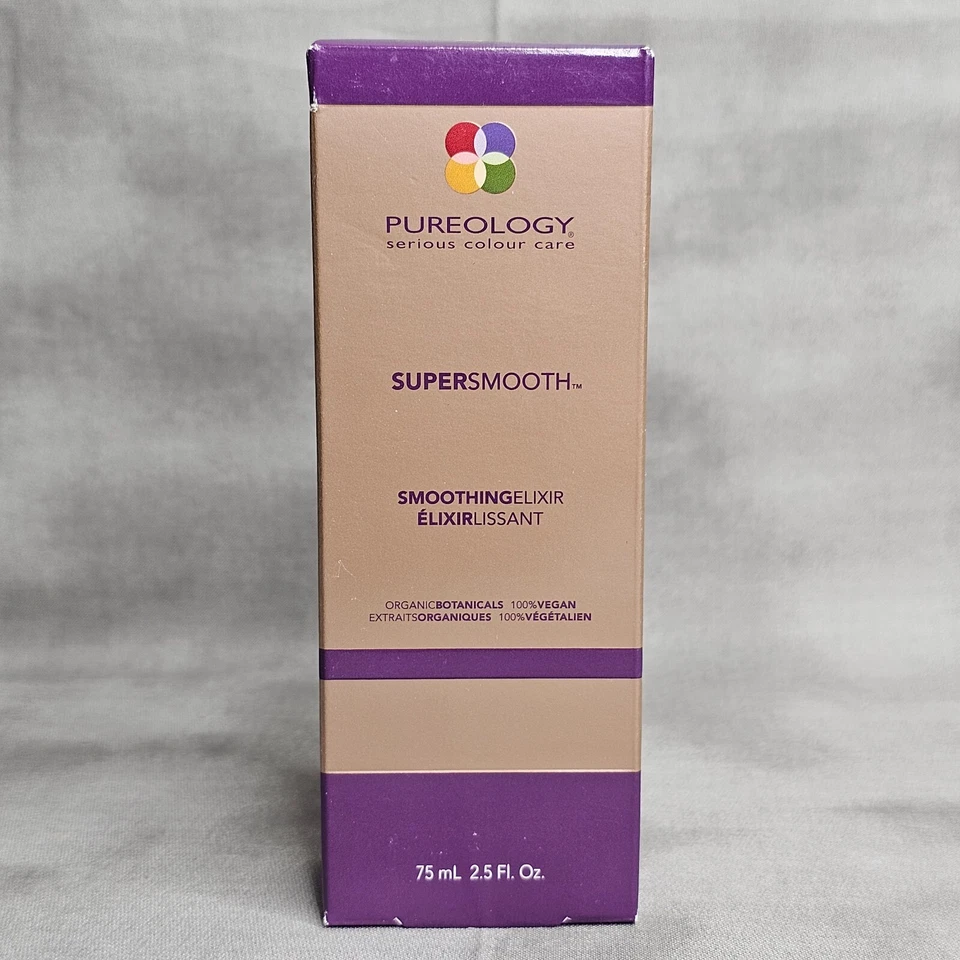 PUREOLOGY®
serious colour care
SUPERSMOOTH™
SMOOTHINGELIXIR
ÉLIXIRLISSANT
ORGANICBOTANICALS 100%VEGAN
EXTRAITSORGANIQUES 100%VÉGÉTALIEN
75 mL 2.5 Fl. Oz.